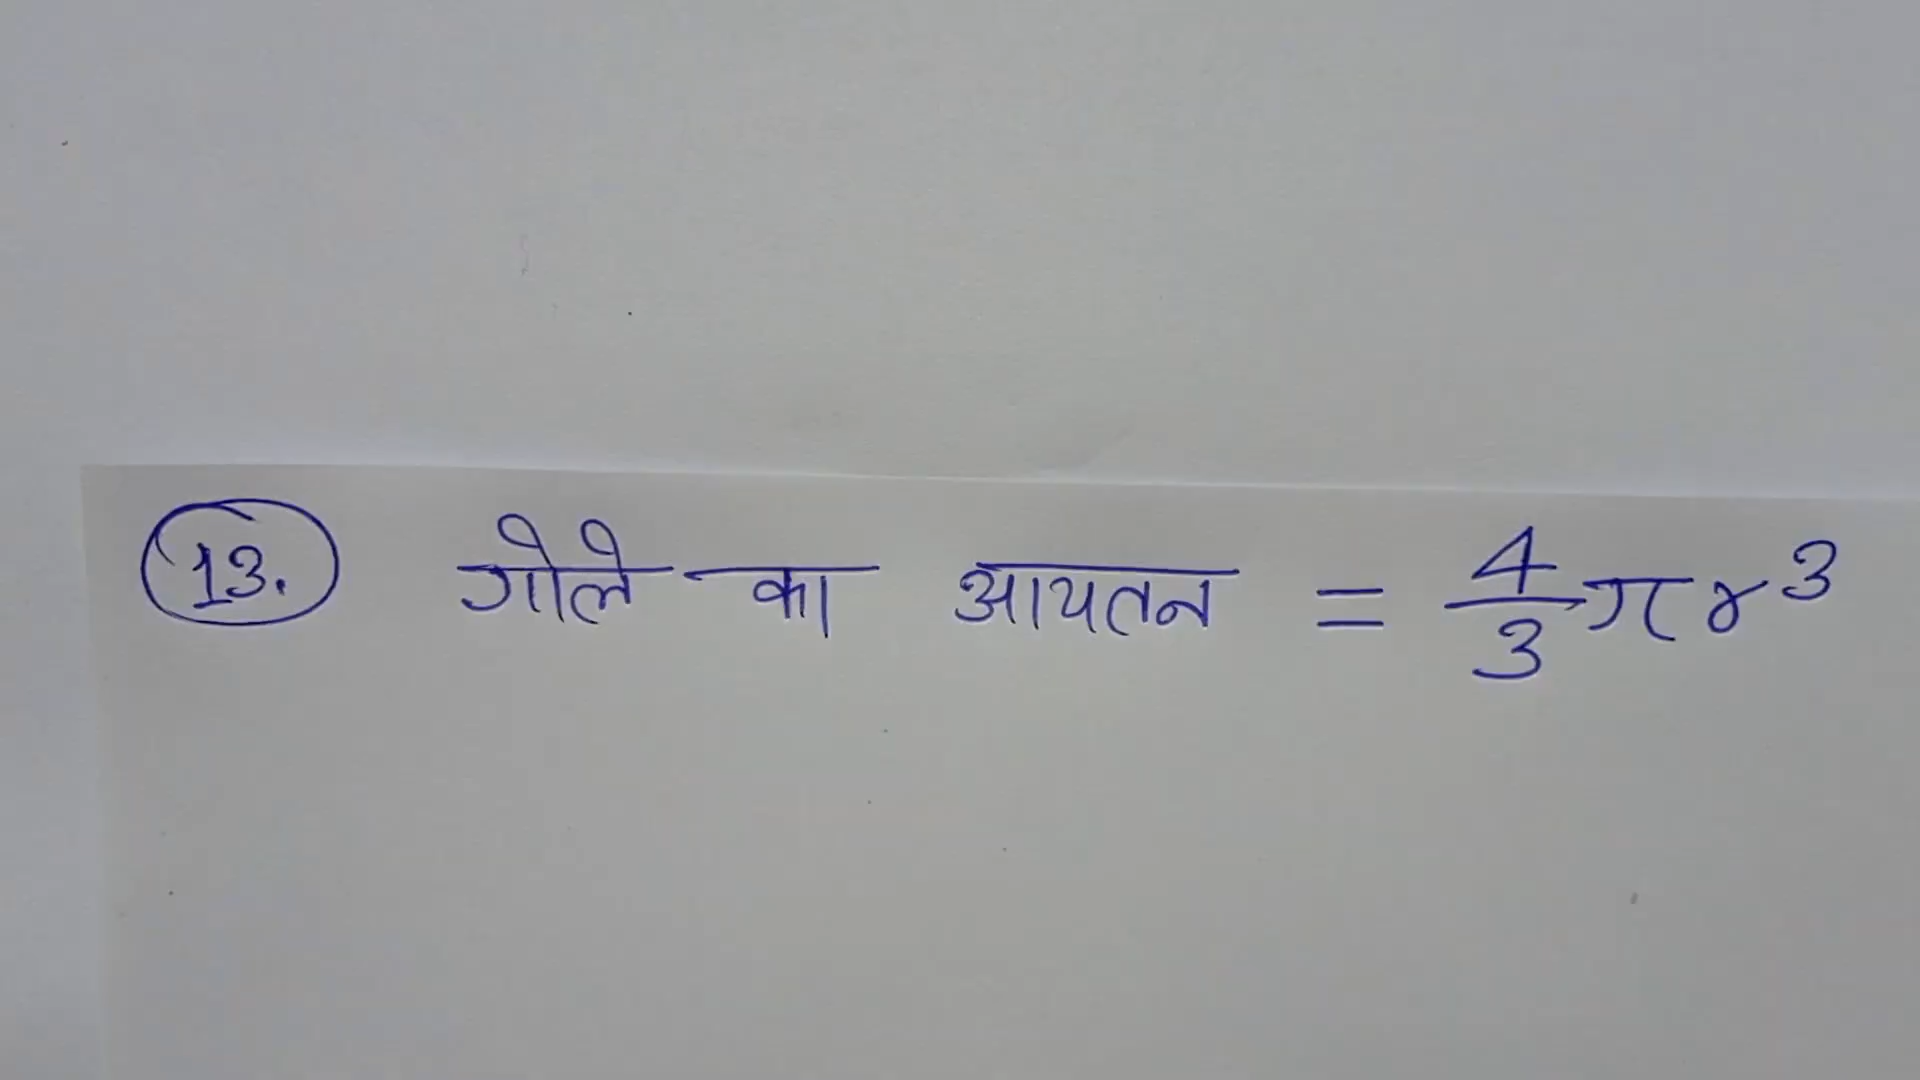 13. गोले का आयतन = 4/3 πr³